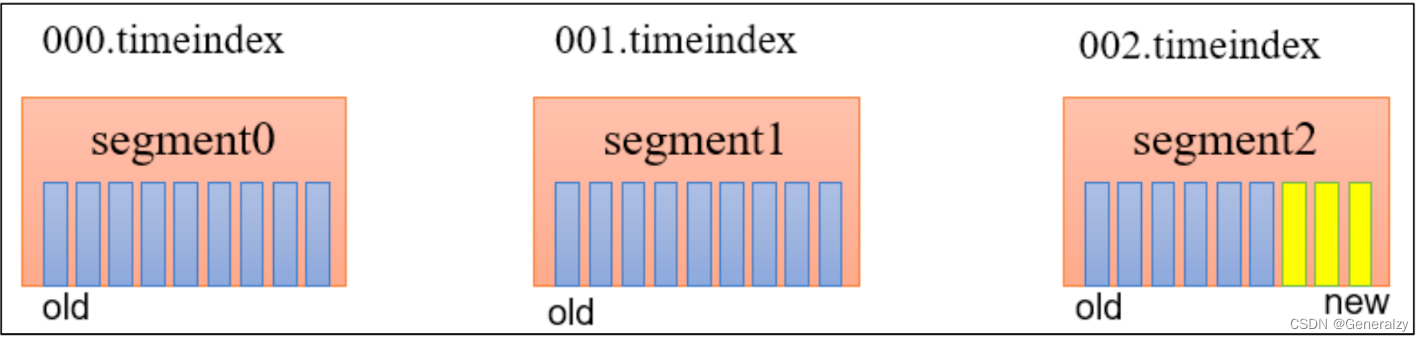 000.timeindex
001.timeindex
002.timeindex
segment0
segment1
segment2
old
old
old
new
CSDN @Generalzy